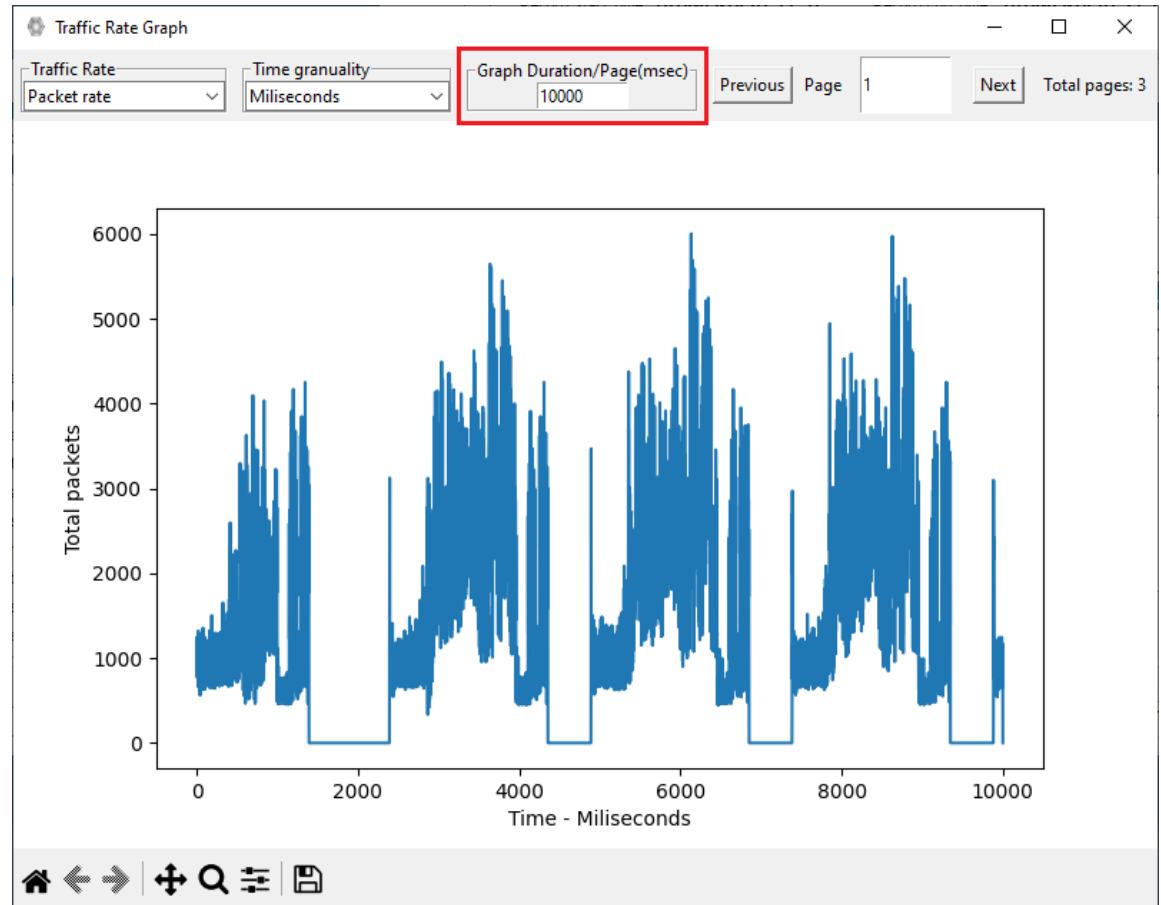 Traffic Rate Graph
Traffic Rate Time granuality Graph Duration/Page(msec)
Packet rate Miliseconds 10000 Previous Page 1 Next Total pages: 3
6000
5000
4000
3000
2000
1000
0
Total packets
0 2000 4000 6000 8000 10000
Time - Miliseconds